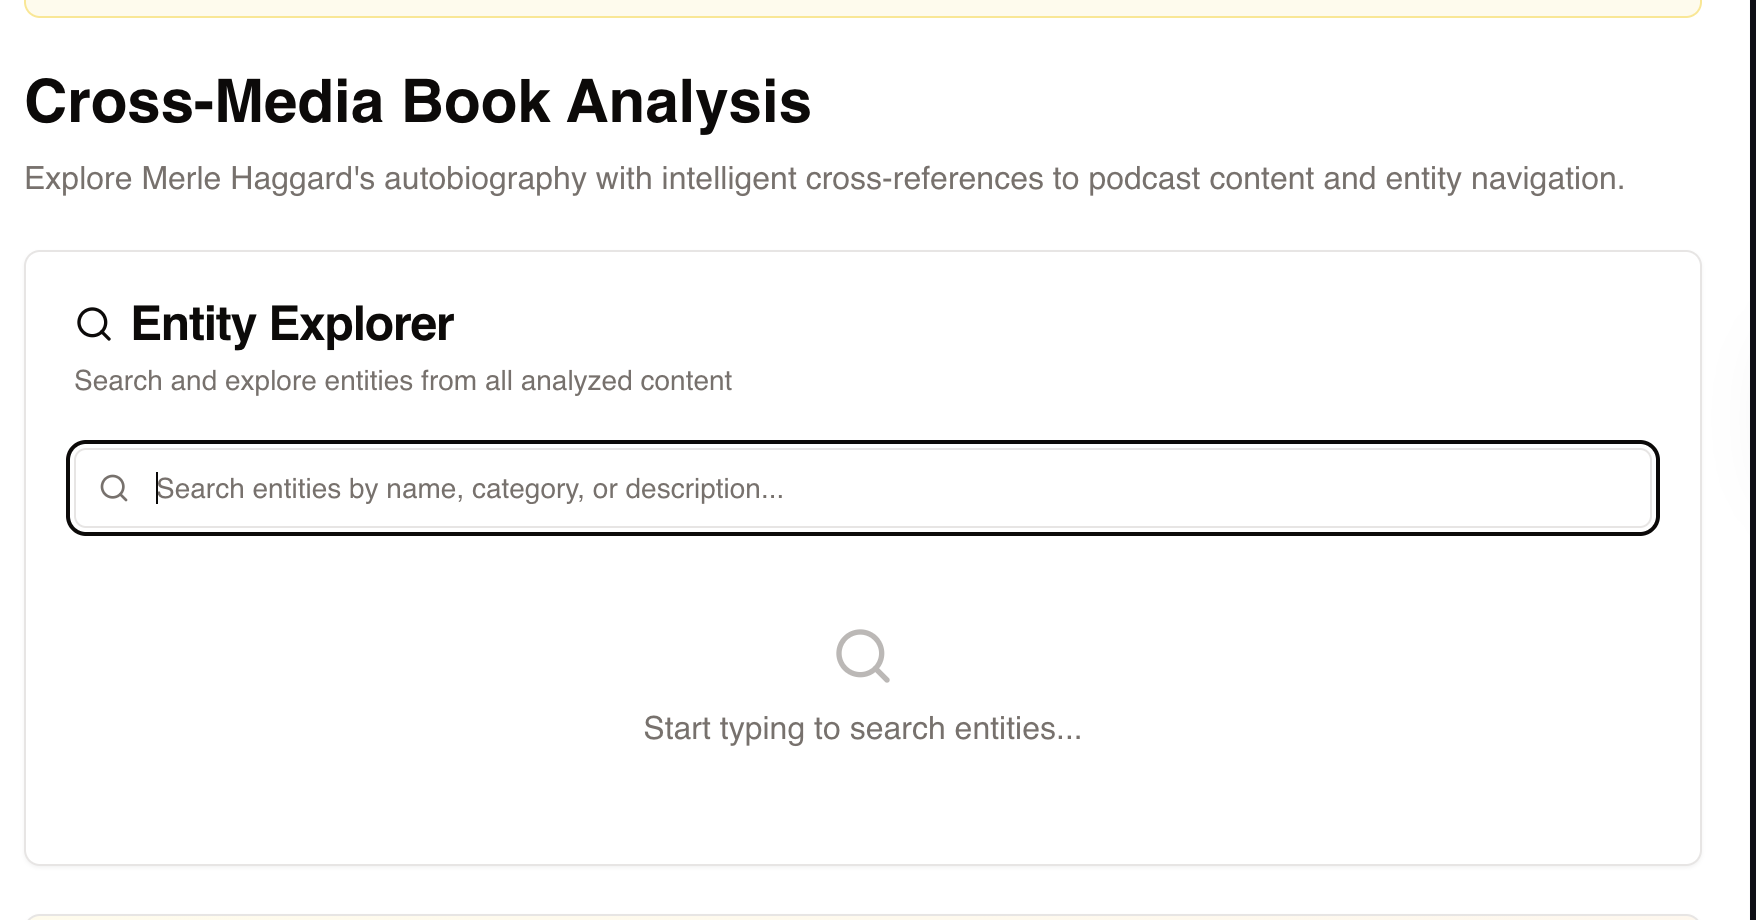 Cross-Media Book Analysis
Explore Merle Haggard's autobiography with intelligent cross-references to podcast content and entity navigation.
Entity Explorer
Search and explore entities from all analyzed content
Search entities by name, category, or description...
Start typing to search entities...